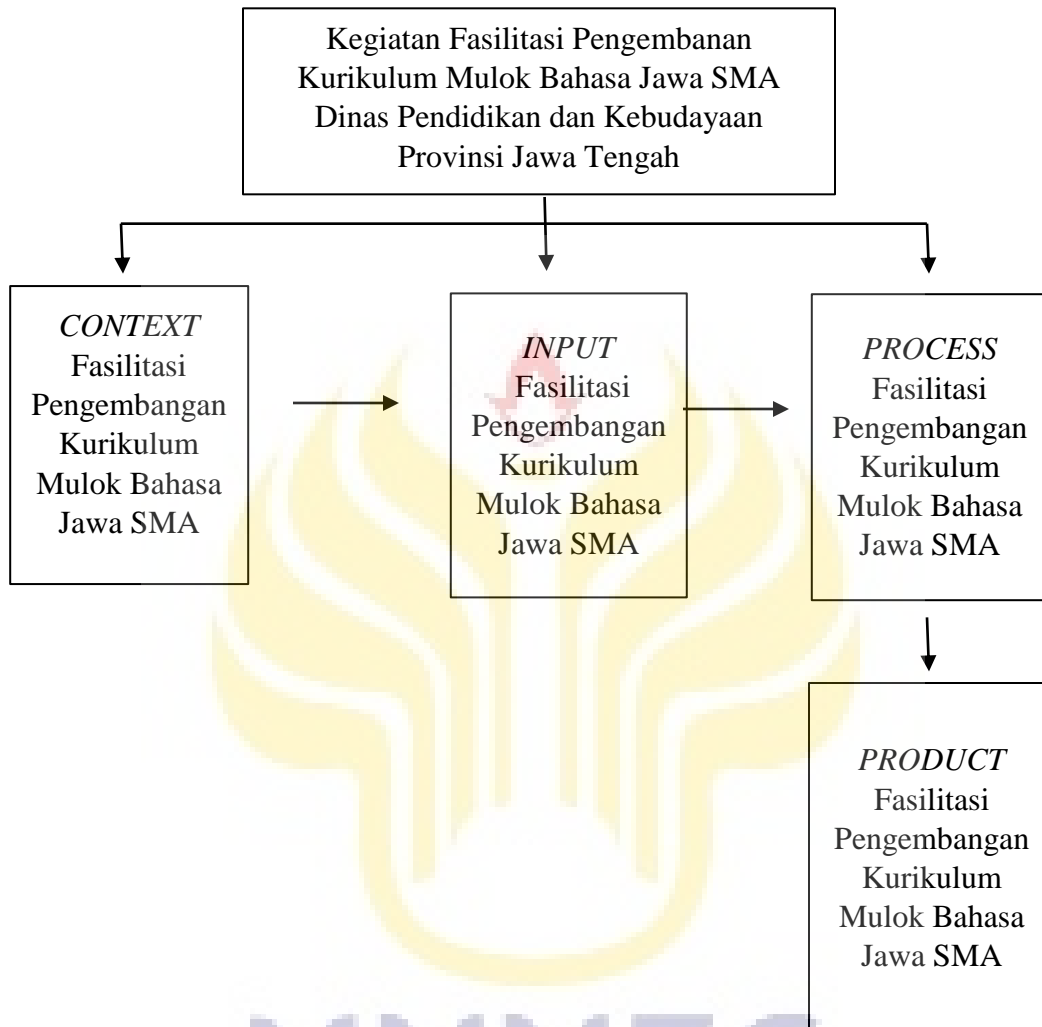 Kegiatan Fasilitasi Pengembanan
Kurikulum Mulok Bahasa Jawa SMA
Dinas Pendidikan dan Kebudayaan
Provinsi Jawa Tengah
CONTEXT
Fasilitasi
Pengembangan
Kurikulum
Mulok Bahasa
Jawa SMA
INPUT
Fasilitasi
Pengembangan
Kurikulum
Mulok Bahasa
Jawa SMA
PROCESS
Fasilitasi
Pengembangan
Kurikulum
Mulok Bahasa
Jawa SMA
PRODUCT
Fasilitasi
Pengembangan
Kurikulum
Mulok Bahasa
Jawa SMA